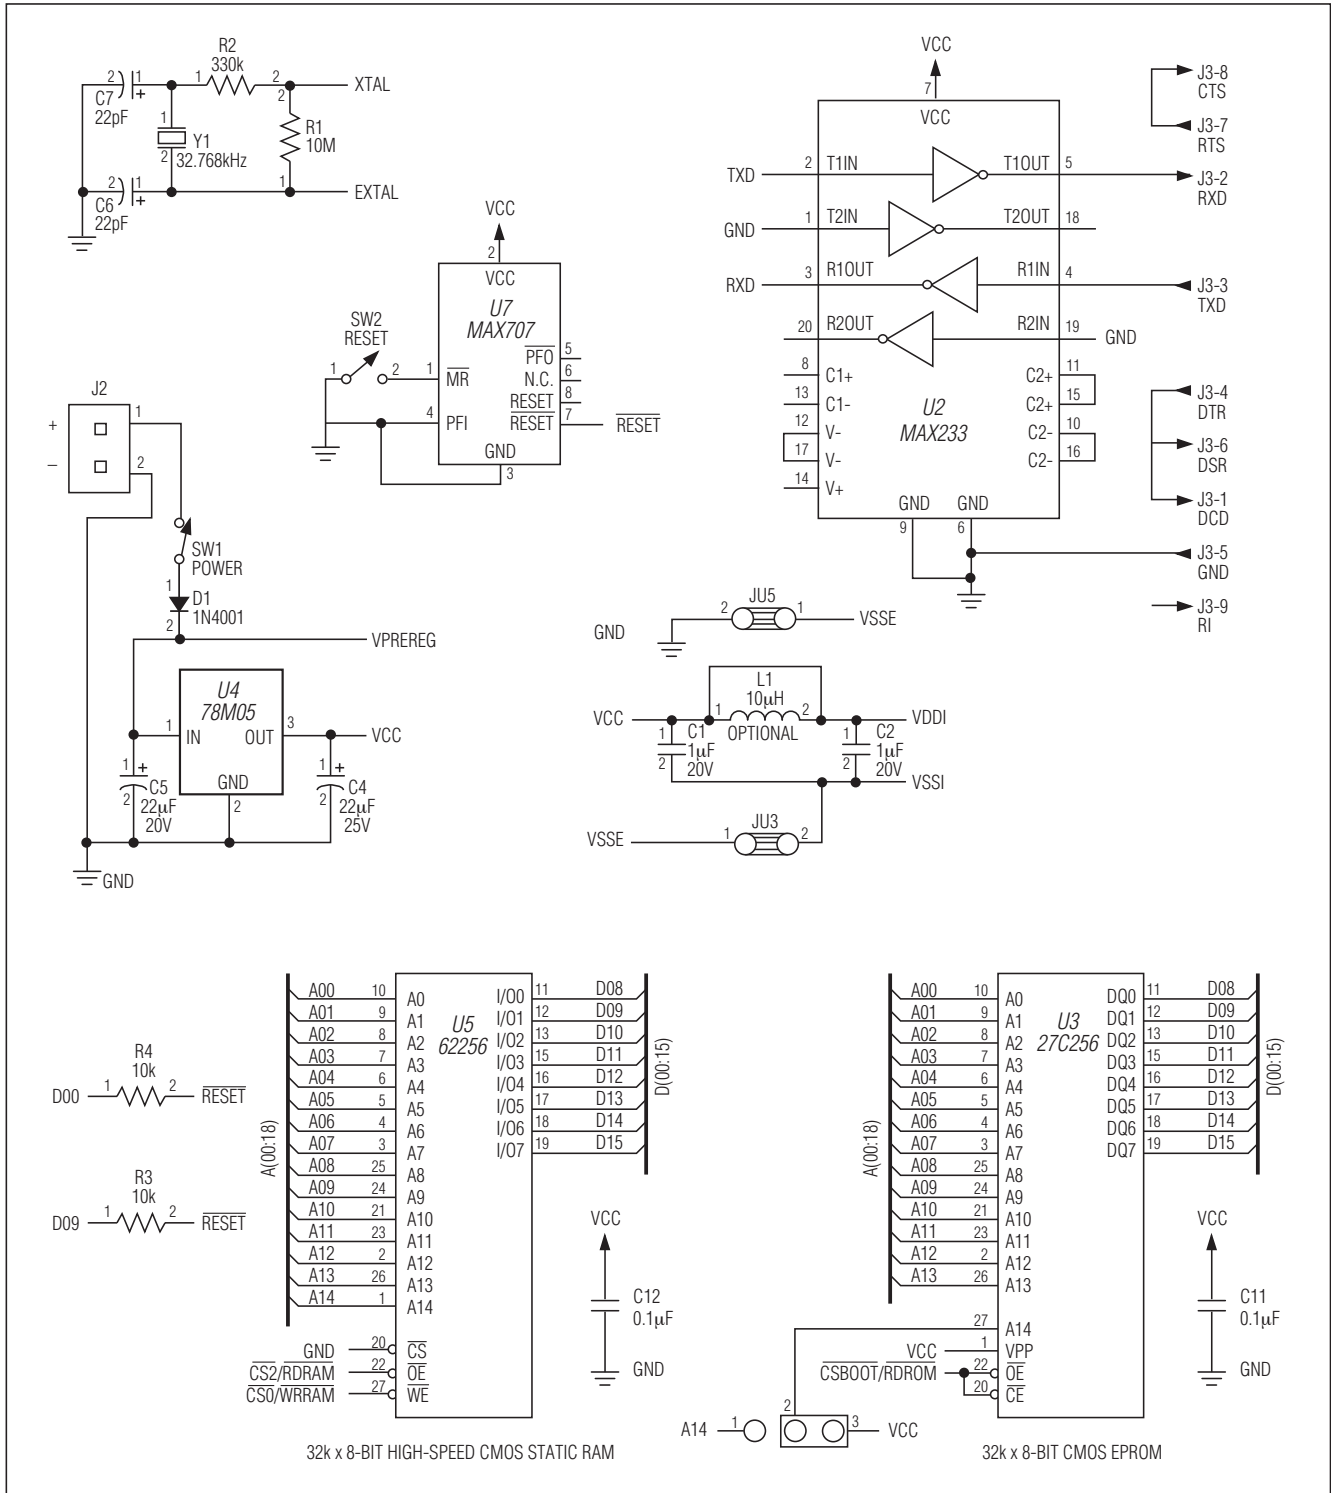 R2
330k
1 2
XTAL
2 1
C7
22pF
+
1
Y1
2
32.768kHz
2
R1
10M
1
EXTAL
2 1
C6
22pF
+
VCC
2
VCC
U7
MAX707
SW2
RESET
1 2
1 MR
4 PFI
PFO 5
N.C. 6
RESET 8
RESET 7
RESET
GND
3
VCC
7
VCC
TXD 2 T1IN T1OUT 5
GND 1 T2IN T2OUT 18
RXD 3 R1OUT R1IN 4
20 R2OUT R2IN 19 GND
8 C1+ C2+ 11
13 C1- C2+ 15
12 V- C2- 10
17 V- C2- 16
14 V+
U2
MAX233
GND GND
9 6
J3-8
CTS
J3-7
RTS
J3-2
RXD
J3-3
TXD
J3-4
DTR
J3-6
DSR
J3-1
DCD
J3-5
GND
J3-9
RI
J2
+ 1
– 2
SW1
POWER
1
D1
1N4001
2
VPREREG
U4
78M05
1 IN OUT 3
VCC
GND
2
1 +
C5
2 22µF
20V
1 +
C4
2 22µF
25V
GND
JU5
GND 2 1 VSSE
L1
10µH
VCC 1 2 VDDI
OPTIONAL
1 C1
1µF
2 20V
1 C2
1µF
2 20V
VSSI
JU3
VSSE 1 2
D00 1 R4 2 RESET
10k
D09 1 R3 2 RESET
10k
A(00:18)
A00 10 A0
A01 9 A1
A02 8 A2
A03 7 A3
A04 6 A4
A05 5 A5
A06 4 A6
A07 3 A7
A08 25 A8
A09 24 A9
A10 21 A10
A11 23 A11
A12 2 A12
A13 26 A13
A14 1 A14
GND 20 CS
CS2/RDRAM 22 OE
CS0/WRRAM 27 WE
U5
62256
I/O0 11 D08
I/O1 12 D09
I/O2 13 D10
I/O3 15 D11
I/O4 16 D12
I/O5 17 D13
I/O6 18 D14
I/O7 19 D15
D(00:15)
VCC
C12
0.1µF
GND
32k x 8-BIT HIGH-SPEED CMOS STATIC RAM
A(00:18)
A00 10 A0
A01 9 A1
A02 8 A2
A03 7 A3
A04 6 A4
A05 5 A5
A06 4 A6
A07 3 A7
A08 25 A8
A09 24 A9
A10 21 A10
A11 23 A11
A12 2 A12
A13 26 A13
27 A14
VCC 1 VPP
CSBOOT/RDROM 22 OE
20 CE
U3
27C256
DQ0 11 D08
DQ1 12 D09
DQ2 13 D10
DQ3 15 D11
DQ4 16 D12
DQ5 17 D13
DQ6 18 D14
DQ7 19 D15
D(00:15)
VCC
C11
0.1µF
GND
A14 1 2 3 VCC
32k x 8-BIT CMOS EPROM